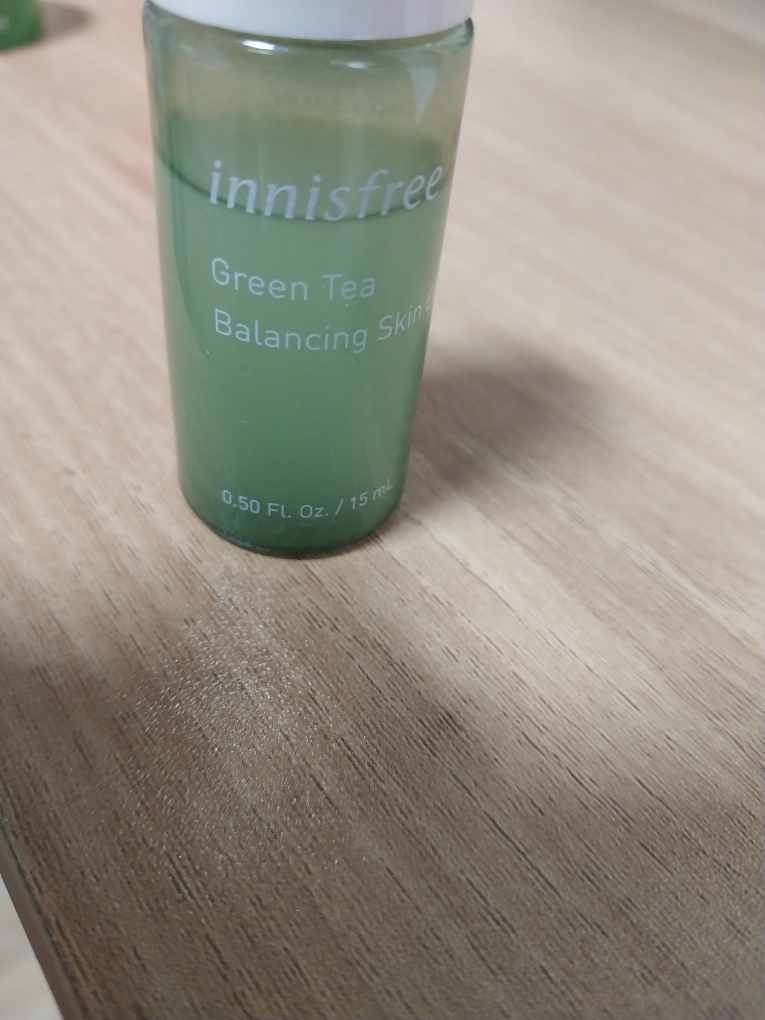 innisfree
Green Tea
Balancing Skin
0.50 Fl. Oz. / 15 mL